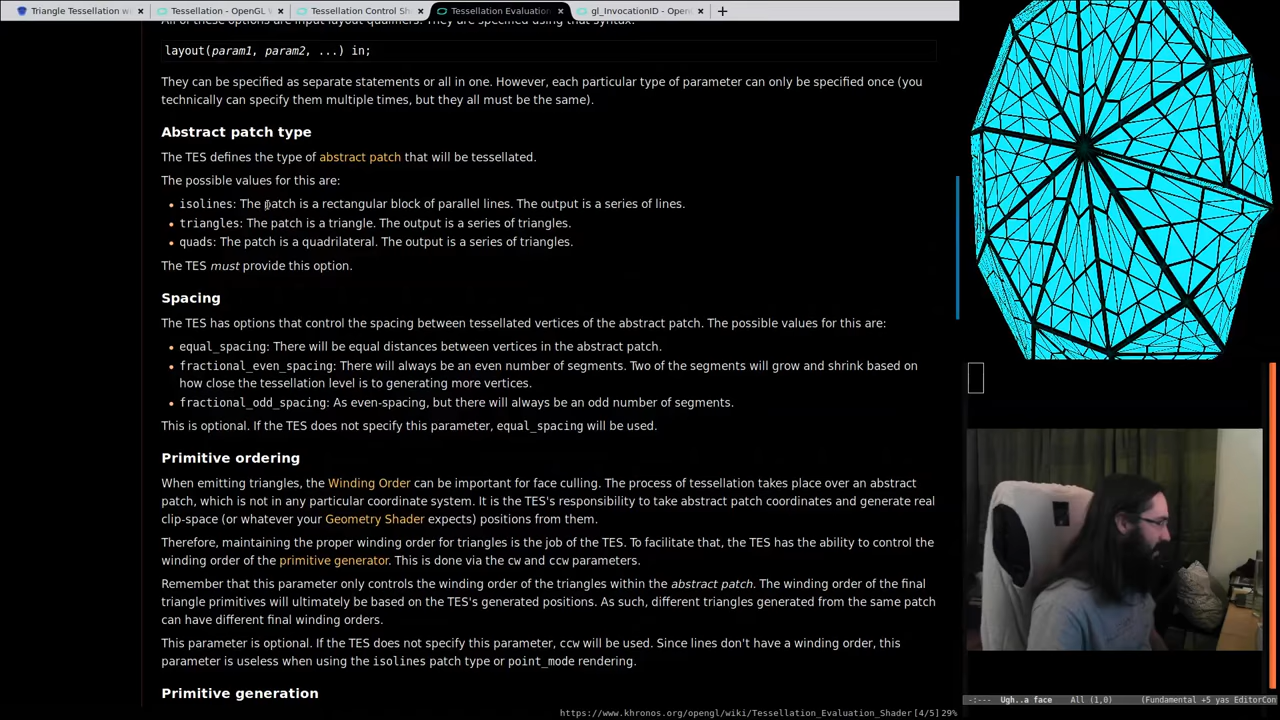 Triangle Tessellation wi
Tessellation - OpenGL W
Tessellation Control Sh
Tessellation Evaluation
gl_InvocationID - Open
layout(param1, param2, ...) in;
They can be specified as separate statements or all in one. However, each particular type of parameter can only be specified once (you
technically can specify them multiple times, but they all must be the same).
Abstract patch type
The TES defines the type of abstract patch that will be tessellated.
The possible values for this are:
isolines: The patch is a rectangular block of parallel lines. The output is a series of lines.
triangles: The patch is a triangle. The output is a series of triangles.
quads: The patch is a quadrilateral. The output is a series of triangles.
The TES must provide this option.
Spacing
The TES has options that control the spacing between tessellated vertices of the abstract patch. The possible values for this are:
equal_spacing: There will be equal distances between vertices in the abstract patch.
fractional_even_spacing: There will always be an even number of segments. Two of the segments will grow and shrink based on
how close the tessellation level is to generating more vertices.
fractional_odd_spacing: As even-spacing, but there will always be an odd number of segments.
This is optional. If the TES does not specify this parameter, equal_spacing will be used.
Primitive ordering
When emitting triangles, the Winding Order can be important for face culling. The process of tessellation takes place over an abstract
patch, which is not in any particular coordinate system. It is the TES's responsibility to take abstract patch coordinates and generate real
clip-space (or whatever your Geometry Shader expects) positions from them.
Therefore, maintaining the proper winding order for triangles is the job of the TES. To facilitate that, the TES has the ability to control the
winding order of the primitive generator. This is done via the cw and ccw parameters.
Remember that this parameter only controls the winding order of the triangles within the abstract patch. The winding order of the final
triangle primitives will ultimately be based on the TES's generated positions. As such, different triangles generated from the same patch
can have different final winding orders.
This parameter is optional. If the TES does not specify this parameter, ccw will be used. Since lines don't have a winding order, this
parameter is useless when using the isolines patch type or point_mode rendering.
Primitive generation
https://www.khronos.org/opengl/wiki/Tessellation_Evaluation_Shader [4/5] 29%
-:--- Ugh..a face All (1,0) (Fundamental +5 yas EditorCon